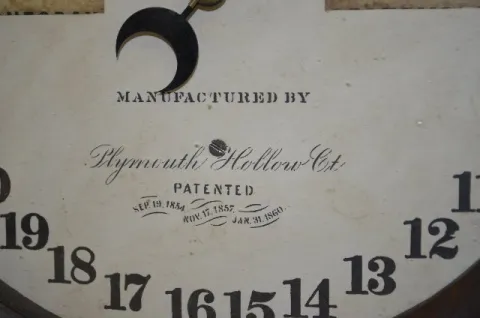 MANUFACTURED BY
Plymouth Hollow Ct
PATENTED
SEP. 19. 1854.
NOV. 17. 1857.
JAN. 31. 1860.
19 18 17 16 15 14 13 12